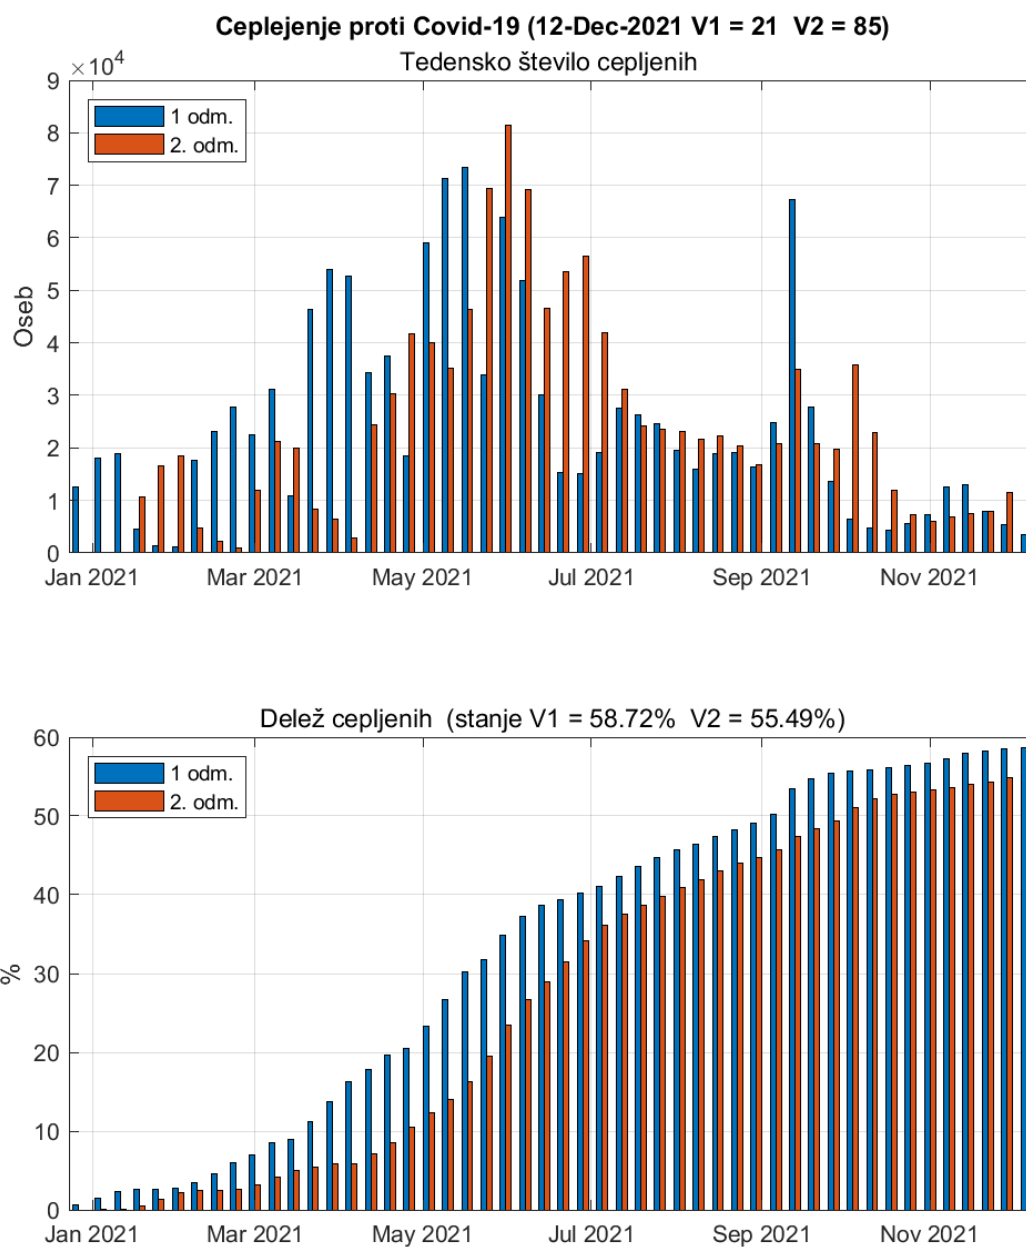 Ceplejenje proti Covid-19 (12-Dec-2021 V1 = 21  V2 = 85)
Tedensko število cepljenih
×10⁴
1 odm.
2. odm.
Oseb
9
8
7
6
5
4
3
2
1
0
Jan 2021 Mar 2021 May 2021 Jul 2021 Sep 2021 Nov 2021
Delež cepljenih  (stanje V1 = 58.72%  V2 = 55.49%)
1 odm.
2. odm.
%
60
50
40
30
20
10
0
Jan 2021 Mar 2021 May 2021 Jul 2021 Sep 2021 Nov 2021